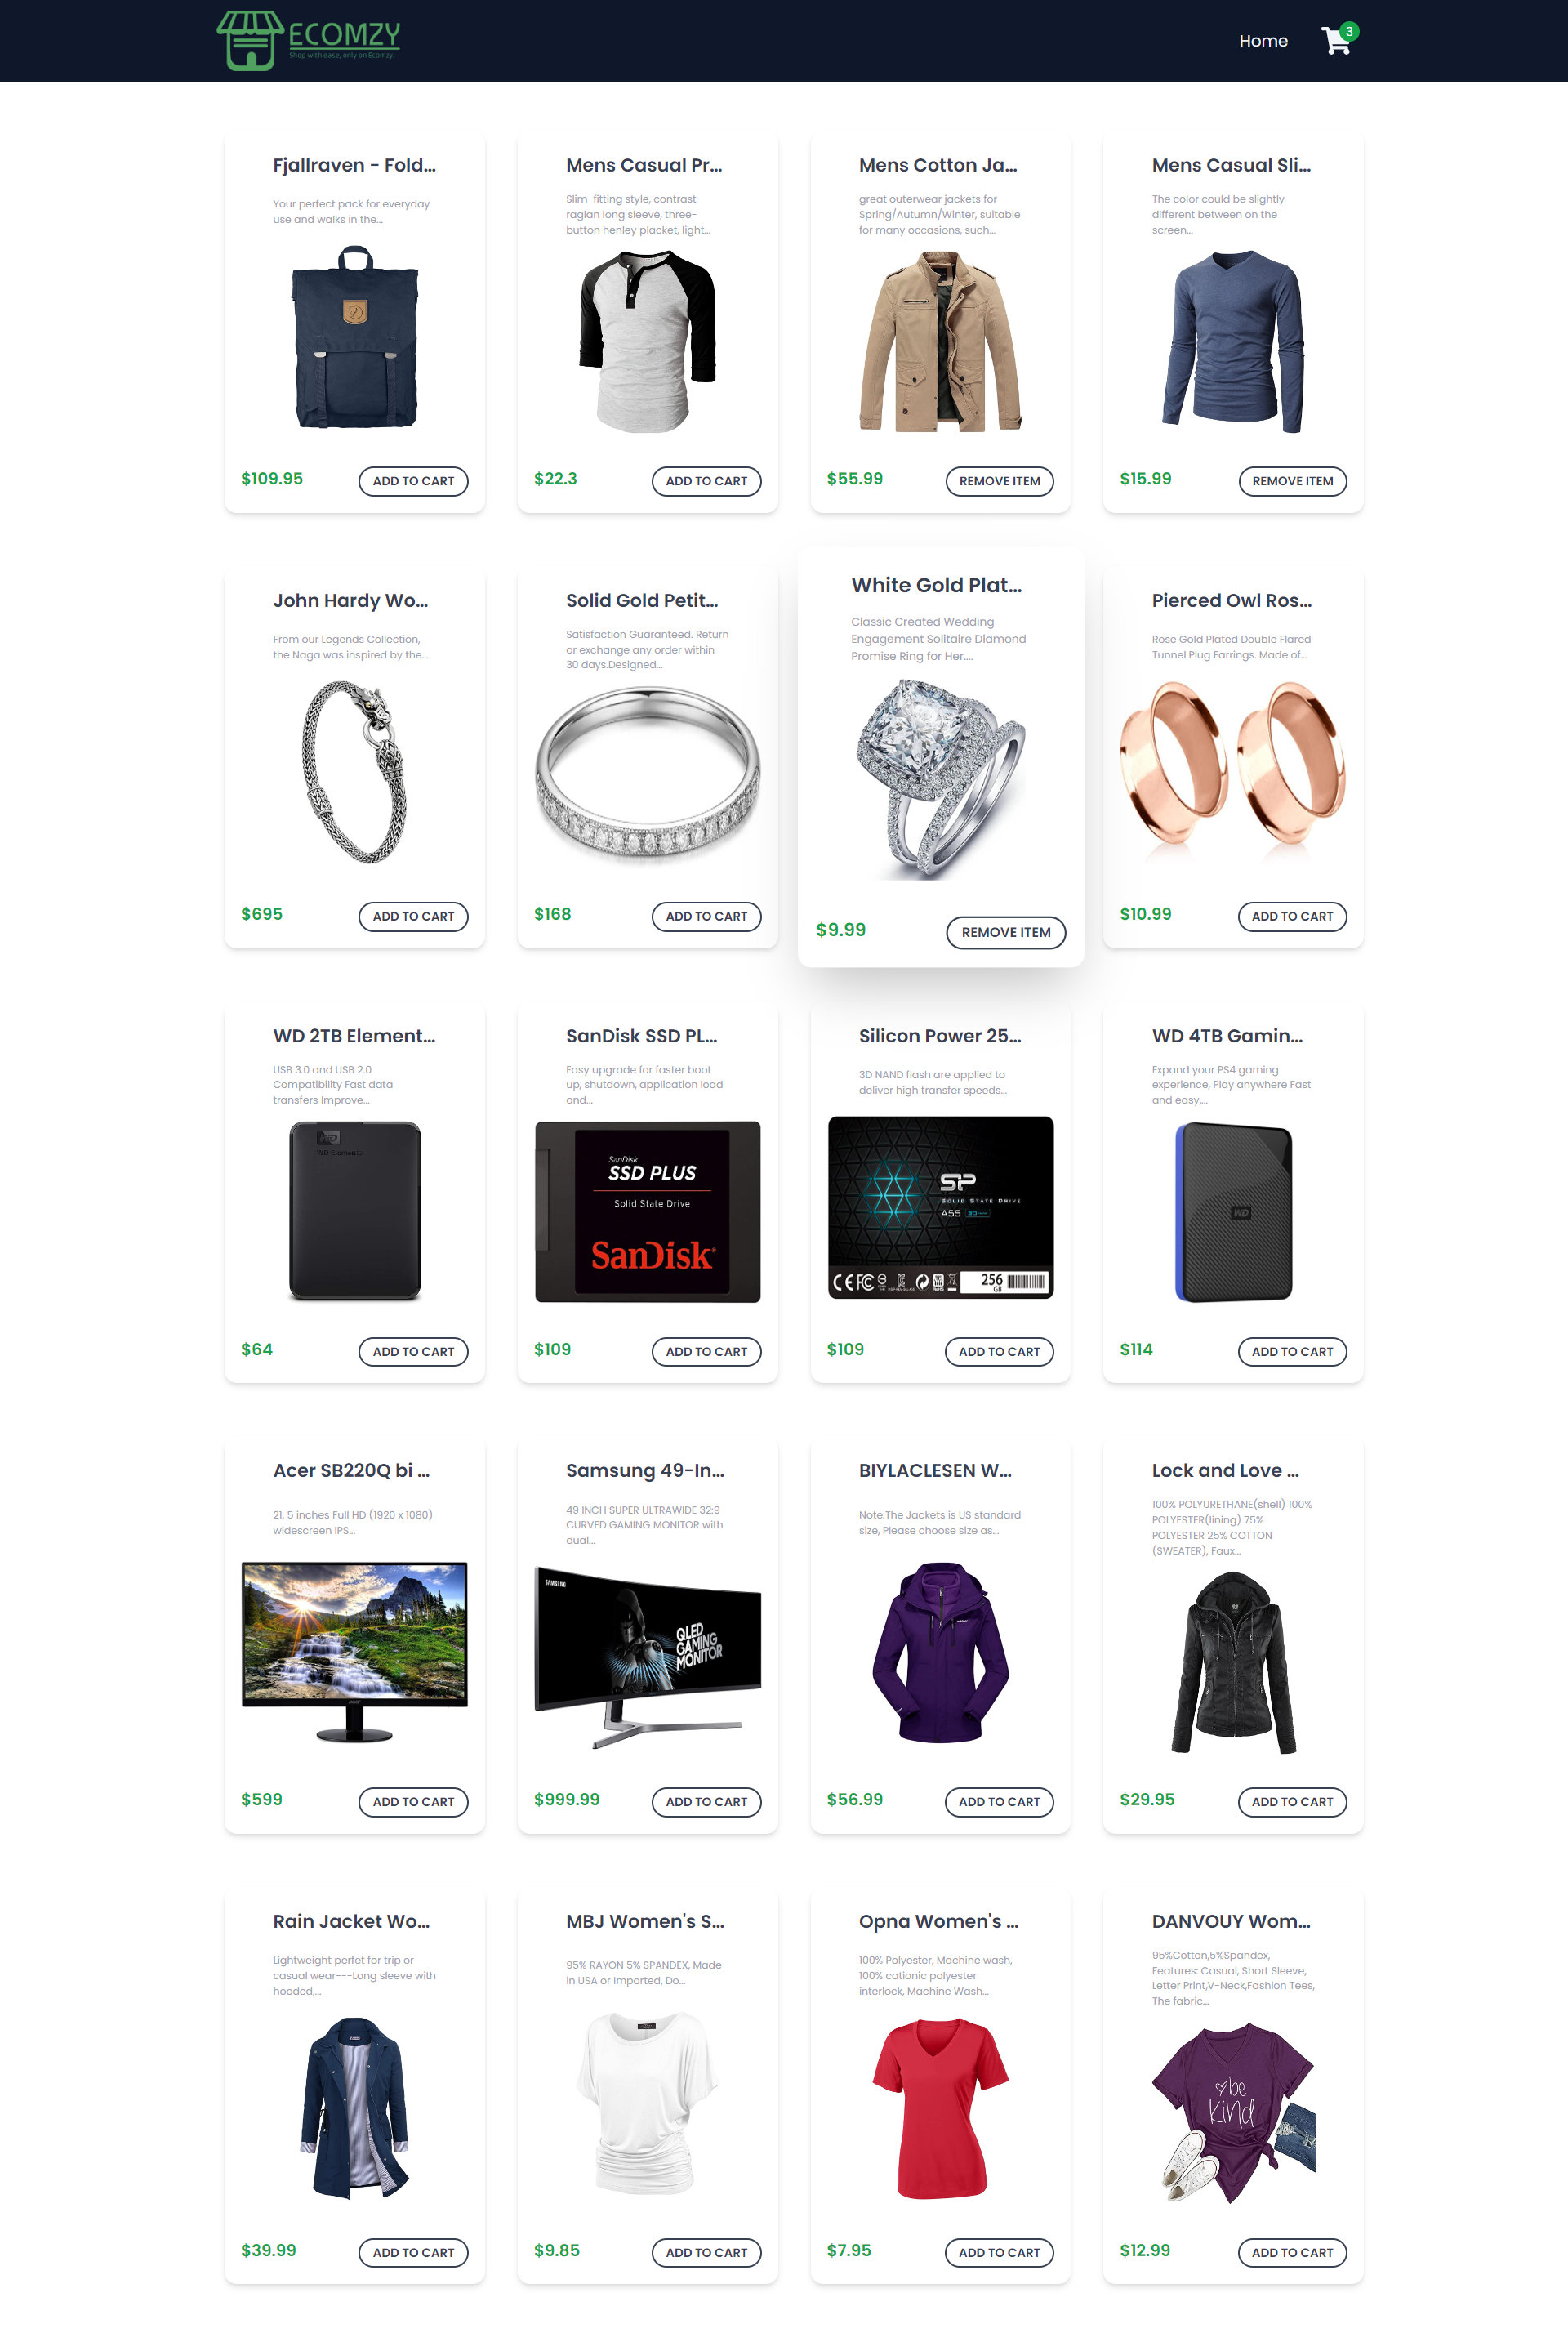 ECOMZY
Shop with ease, only on Ecomzy.
Home
3
Fjallraven - Fold...
Your perfect pack for everyday
use and walks in the...
$109.95
ADD TO CART
Mens Casual Pr...
Slim-fitting style, contrast
raglan long sleeve, three-
button henley placket, light...
$22.3
ADD TO CART
Mens Cotton Ja...
great outerwear jackets for
Spring/Autumn/Winter, suitable
for many occasions, such...
$55.99
REMOVE ITEM
Mens Casual Sli...
The color could be slightly
different between on the
screen...
$15.99
REMOVE ITEM
John Hardy Wo...
From our Legends Collection,
the Naga was inspired by the...
$695
ADD TO CART
Solid Gold Petit...
Satisfaction Guaranteed. Return
or exchange any order within
30 days.Designed...
$168
ADD TO CART
White Gold Plat...
Classic Created Wedding
Engagement Solitaire Diamond
Promise Ring for Her....
$9.99
REMOVE ITEM
Pierced Owl Ros...
Rose Gold Plated Double Flared
Tunnel Plug Earrings. Made of...
$10.99
ADD TO CART
WD 2TB Element...
USB 3.0 and USB 2.0
Compatibility Fast data
transfers Improve...
WD
WD Elements
$64
ADD TO CART
SanDisk SSD PL...
Easy upgrade for faster boot
up, shutdown, application load
and...
SanDisk
SSD PLUS
Solid State Drive
SanDisk
$109
ADD TO CART
Silicon Power 25...
3D NAND flash are applied to
deliver high transfer speeds...
SP
SOLID STATE DRIVE
A55
CE FC
256
GB
$109
ADD TO CART
WD 4TB Gamin...
Expand your PS4 gaming
experience, Play anywhere Fast
and easy,...
WD
$114
ADD TO CART
Acer SB220Q bi ...
21. 5 inches Full HD (1920 x 1080)
widescreen IPS...
acer
$599
ADD TO CART
Samsung 49-In...
49 INCH SUPER ULTRAWIDE 32:9
CURVED GAMING MONITOR with
dual...
SAMSUNG
QLED
GAMING
MONITOR
$999.99
ADD TO CART
BIYLACLESEN W...
Note:The Jackets is US standard
size, Please choose size as...
$56.99
ADD TO CART
Lock and Love ...
100% POLYURETHANE(shell) 100%
POLYESTER(lining) 75%
POLYESTER 25% COTTON
(SWEATER), Faux...
$29.95
ADD TO CART
Rain Jacket Wo...
Lightweight perfet for trip or
casual wear---Long sleeve with
hooded,...
$39.99
ADD TO CART
MBJ Women's S...
95% RAYON 5% SPANDEX, Made
in USA or Imported, Do...
$9.85
ADD TO CART
Opna Women's ...
100% Polyester, Machine wash,
100% cationic polyester
interlock, Machine Wash...
$7.95
ADD TO CART
DANVOUY Wom...
95%Cotton,5%Spandex,
Features: Casual, Short Sleeve,
Letter Print,V-Neck,Fashion Tees,
The fabric...
be
kind
$12.99
ADD TO CART